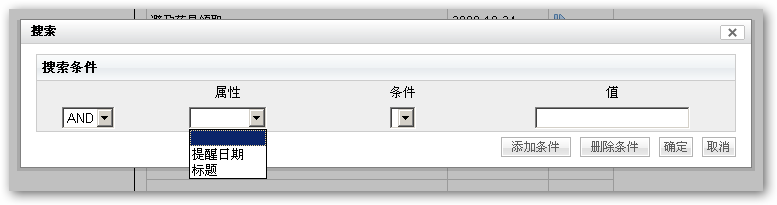 搜索
搜索条件
属性 条件 值
AND
提醒日期
标题
添加条件 删除条件 确定 取消